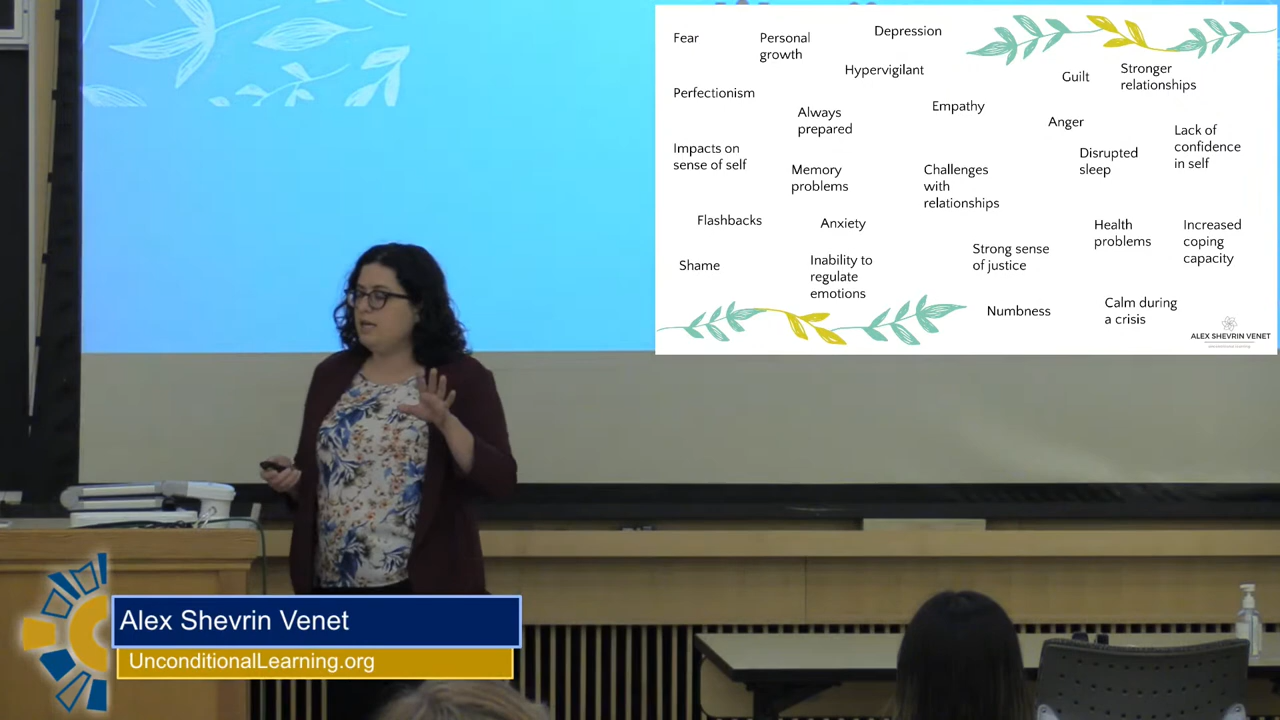 Fear
Personal
growth
Depression
Hypervigilant
Guilt
Stronger
relationships
Perfectionism
Always
prepared
Empathy
Anger
Lack of
confidence
in self
Impacts on
sense of self
Memory
problems
Challenges
with
relationships
Disrupted
sleep
Flashbacks
Anxiety
Health
problems
Increased
coping
capacity
Shame
Inability to
regulate
emotions
Strong sense
of justice
Numbness
Calm during
a crisis
ALEX SHEVRIN VENET
Alex Shevrin Venet
UnconditionalLearning.org